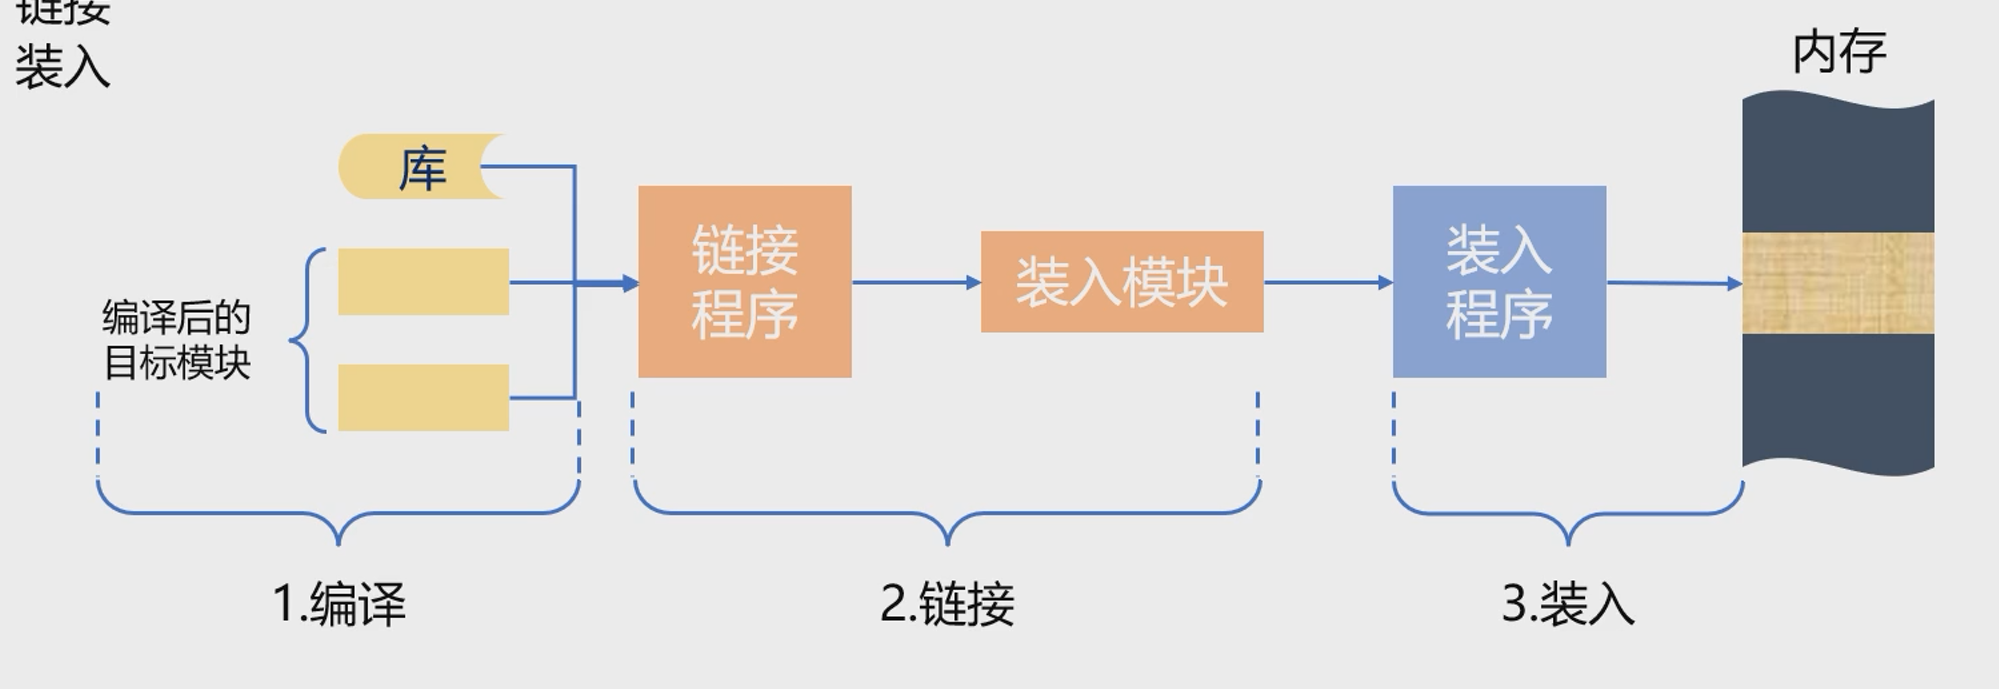 链接
装入
内存
库
编译后的
目标模块
链接
程序
装入模块
装入
程序
1.编译
2.链接
3.装入